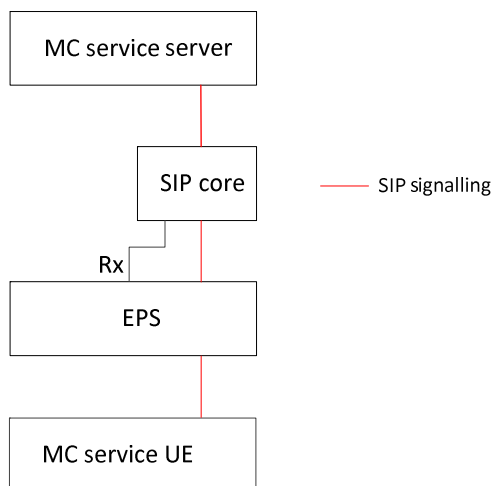 MC service server
SIP core
SIP signalling
Rx
EPS
MC service UE